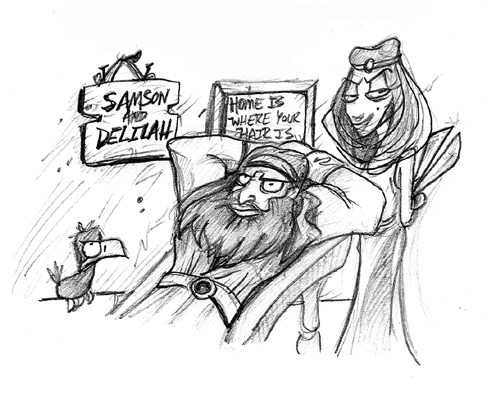 SAMSON
AND
DELILAH
HOME IS
WHERE YOUR
HAIR IS